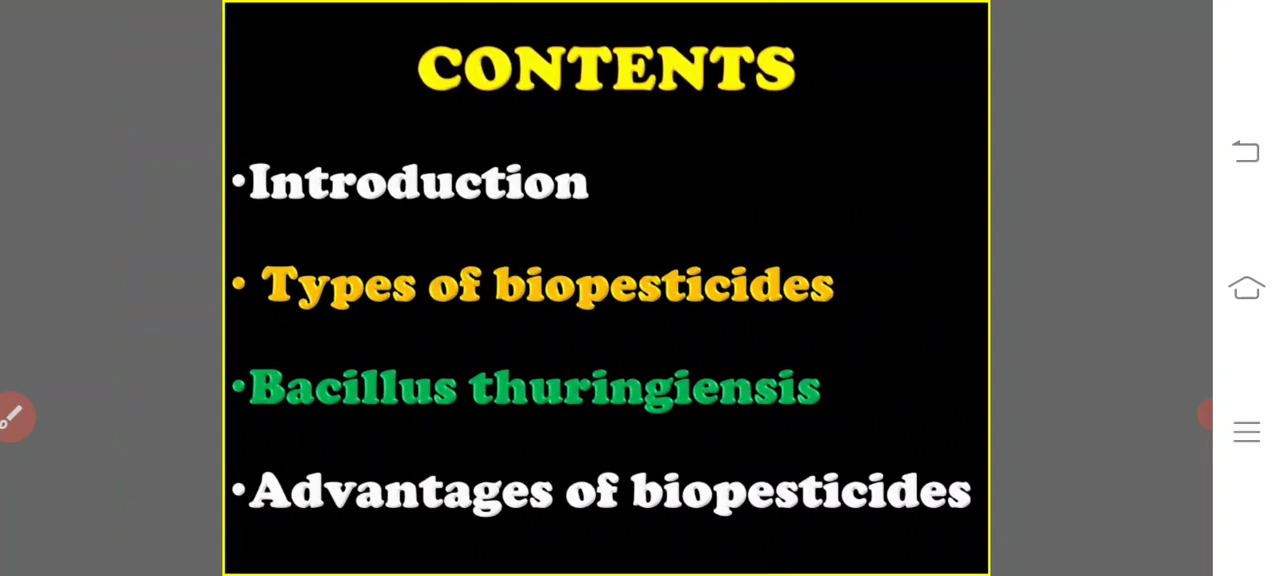 CONTENTS
•Introduction
• Types of biopesticides
•Bacillus thuringiensis
•Advantages of biopesticides